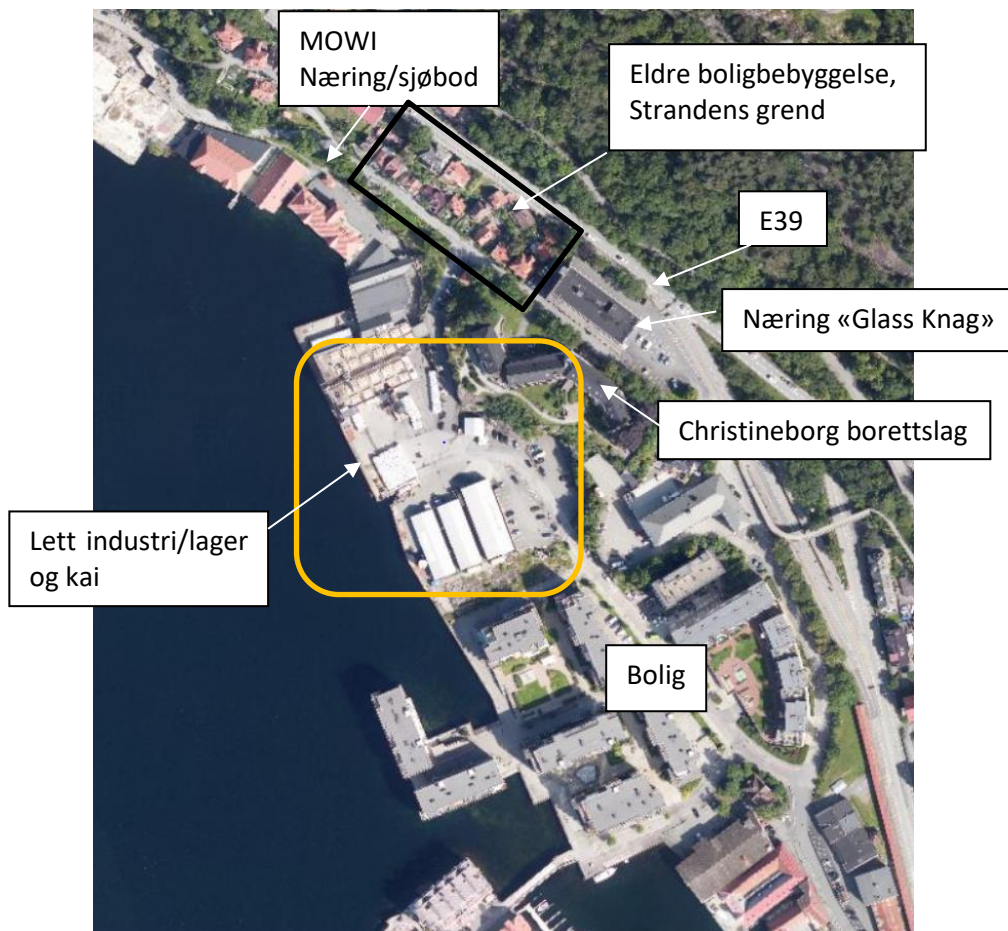 MOWI
Næring/sjøbod
Eldre boligbebyggelse,
Strandens grend
E39
Næring «Glass Knag»
Christineborg borettslag
Lett industri/lager
og kai
Bolig